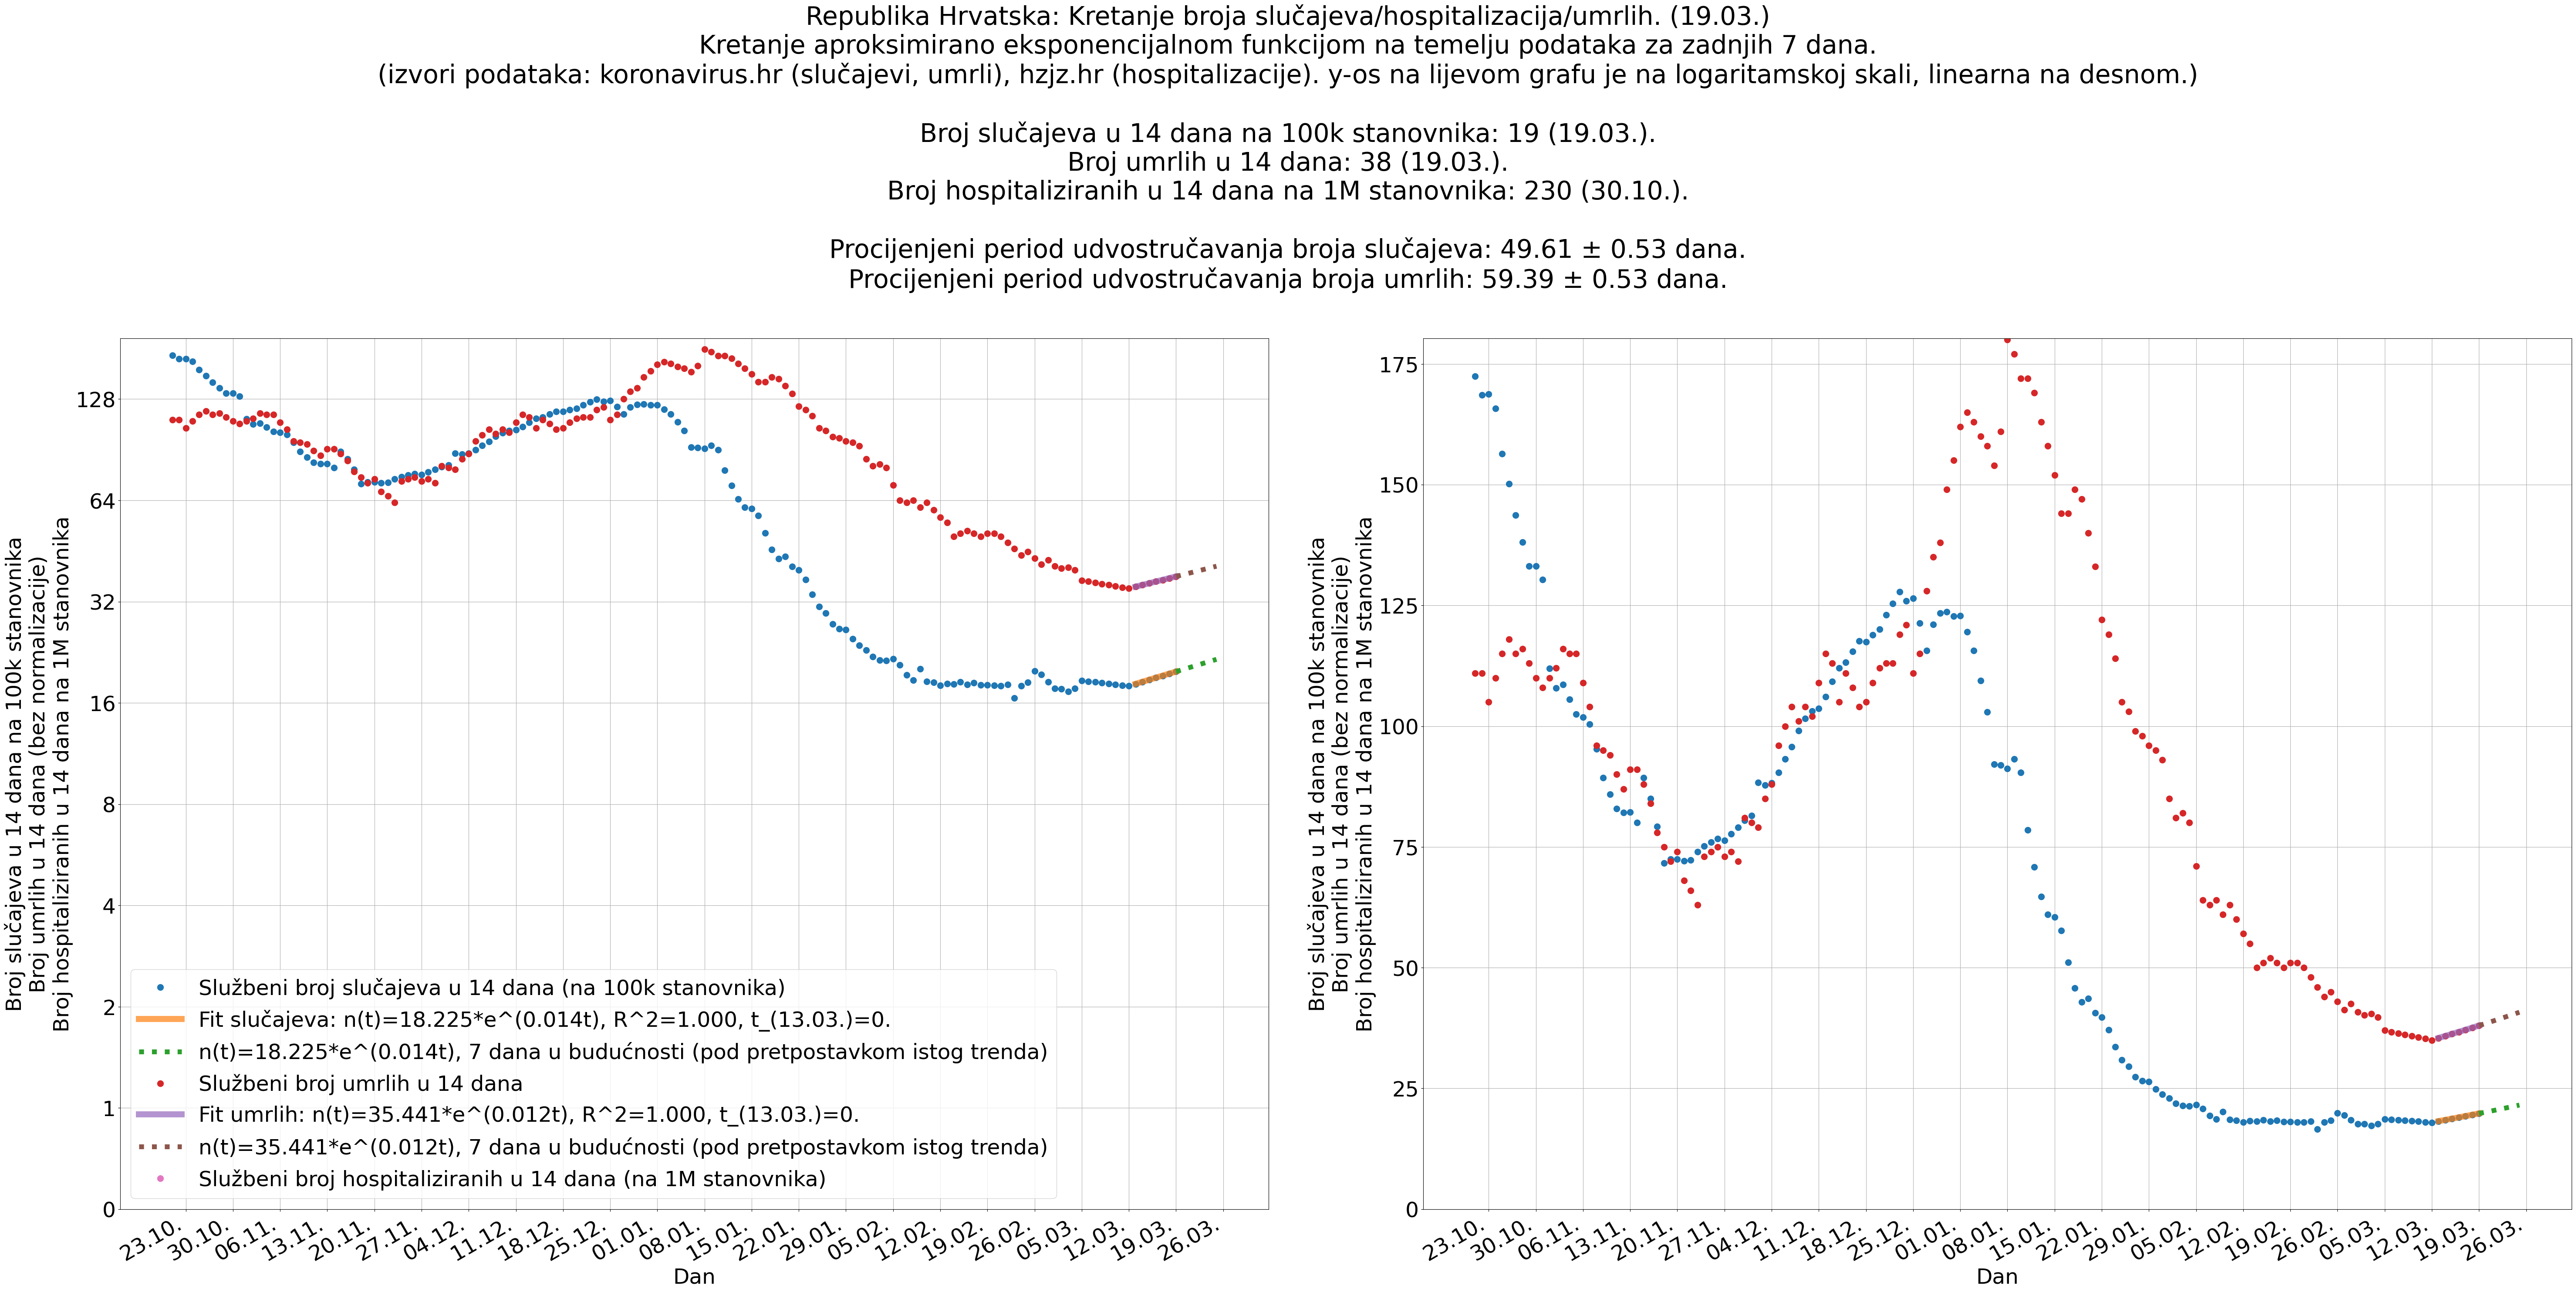 Republika Hrvatska: Kretanje broja slučajeva/hospitalizacija/umrlih. (19.03.)
Kretanje aproksimirano eksponencijalnom funkcijom na temelju podataka za zadnjih 7 dana.
(izvori podataka: koronavirus.hr (slučajevi, umrli), hzjz.hr (hospitalizacije). y-os na lijevom grafu je na logaritamskoj skali, linearna na desnom.)
Broj slučajeva u 14 dana na 100k stanovnika: 19 (19.03.).
Broj umrlih u 14 dana: 38 (19.03.).
Broj hospitaliziranih u 14 dana na 1M stanovnika: 230 (30.10.).
Procijenjeni period udvostručavanja broja slučajeva: 49.61 ± 0.53 dana.
Procijenjeni period udvostručavanja broja umrlih: 59.39 ± 0.53 dana.
Broj slučajeva u 14 dana na 100k stanovnika
Broj umrlih u 14 dana (bez normalizacije)
Broj hospitaliziranih u 14 dana na 1M stanovnika
128
64
32
16
8
4
2
1
0
Službeni broj slučajeva u 14 dana (na 100k stanovnika)
Fit slučajeva: n(t)=18.225*e^(0.014t), R^2=1.000, t_(13.03.)=0.
n(t)=18.225*e^(0.014t), 7 dana u budućnosti (pod pretpostavkom istog trenda)
Službeni broj umrlih u 14 dana
Fit umrlih: n(t)=35.441*e^(0.012t), R^2=1.000, t_(13.03.)=0.
n(t)=35.441*e^(0.012t), 7 dana u budućnosti (pod pretpostavkom istog trenda)
Službeni broj hospitaliziranih u 14 dana (na 1M stanovnika)
23.10. 30.10. 06.11. 13.11. 20.11. 27.11. 04.12. 11.12. 18.12. 25.12. 01.01. 08.01. 15.01. 22.01. 29.01. 05.02. 12.02. 19.02. 26.02. 05.03. 12.03. 19.03. 26.03.
Dan
Broj slučajeva u 14 dana na 100k stanovnika
Broj umrlih u 14 dana (bez normalizacije)
Broj hospitaliziranih u 14 dana na 1M stanovnika
175
150
125
100
75
50
25
0
23.10. 30.10. 06.11. 13.11. 20.11. 27.11. 04.12. 11.12. 18.12. 25.12. 01.01. 08.01. 15.01. 22.01. 29.01. 05.02. 12.02. 19.02. 26.02. 05.03. 12.03. 19.03. 26.03.
Dan